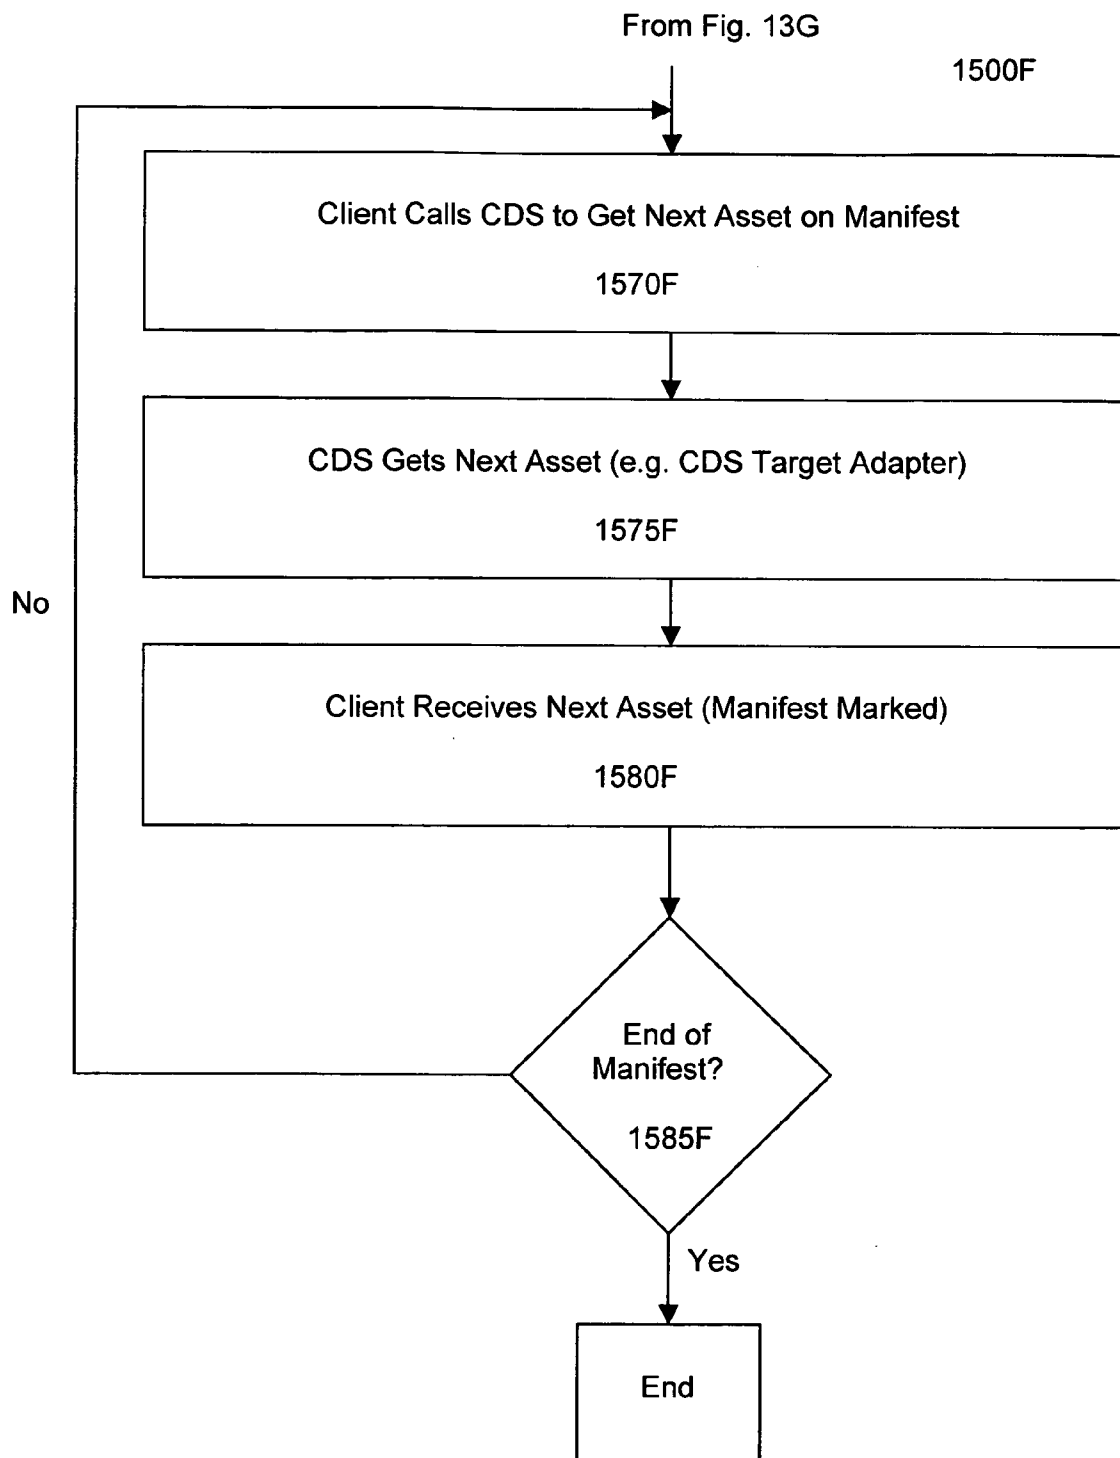 From Fig. 13G
1500F
Client Calls CDS to Get Next Asset on Manifest
1570F
CDS Gets Next Asset (e.g. CDS Target Adapter)
1575F
No
Client Receives Next Asset (Manifest Marked)
1580F
End of
Manifest?
1585F
Yes
End